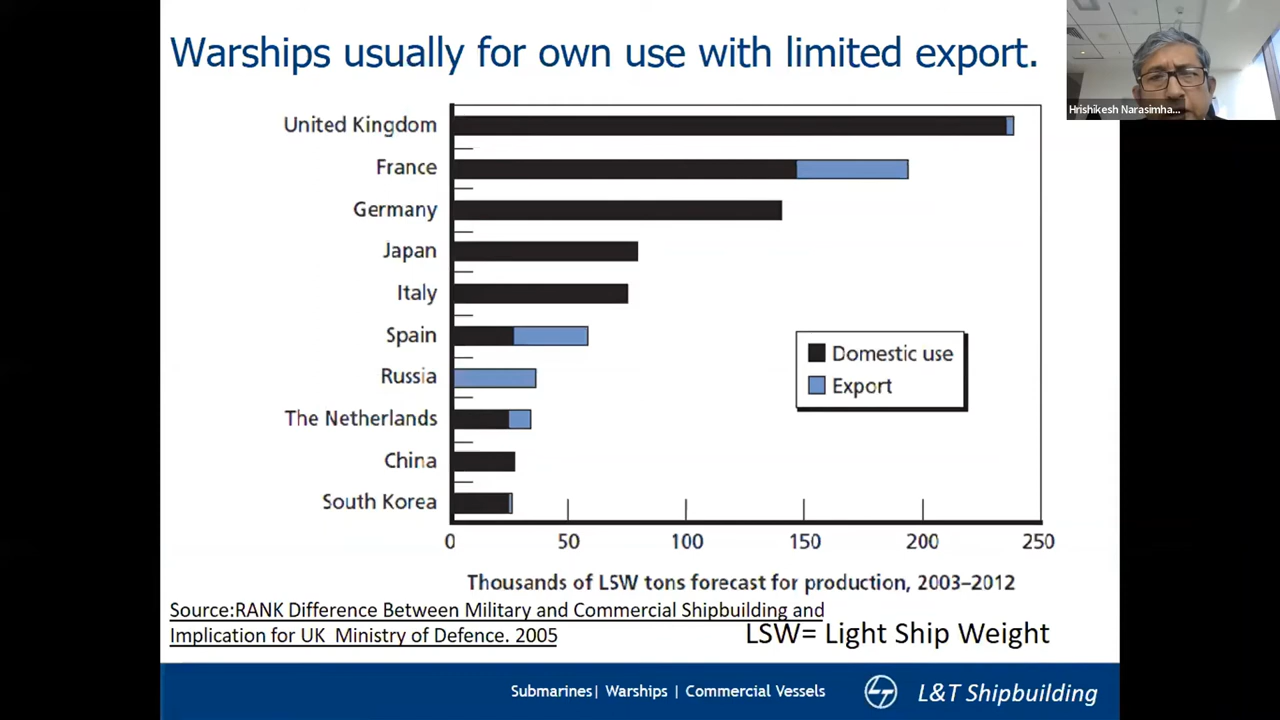 Warships usually for own use with limited export.
Hrishikesh Narasimha...
United Kingdom
France
Germany
Japan
Italy
Spain
Russia
The Netherlands
China
South Korea
Domestic use
Export
0 50 100 150 200 250
Thousands of LSW tons forecast for production, 2003–2012
Source:RANK Difference Between Military and Commercial Shipbuilding and
Implication for UK Ministry of Defence. 2005
LSW= Light Ship Weight
Submarines| Warships | Commercial Vessels
L&T Shipbuilding